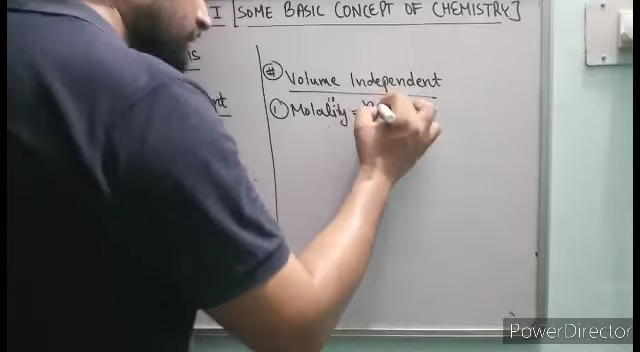 I [SOME BASIC CONCEPT OF CHEMISTRY]
# Volume Independent
① Molality =
PowerDirector